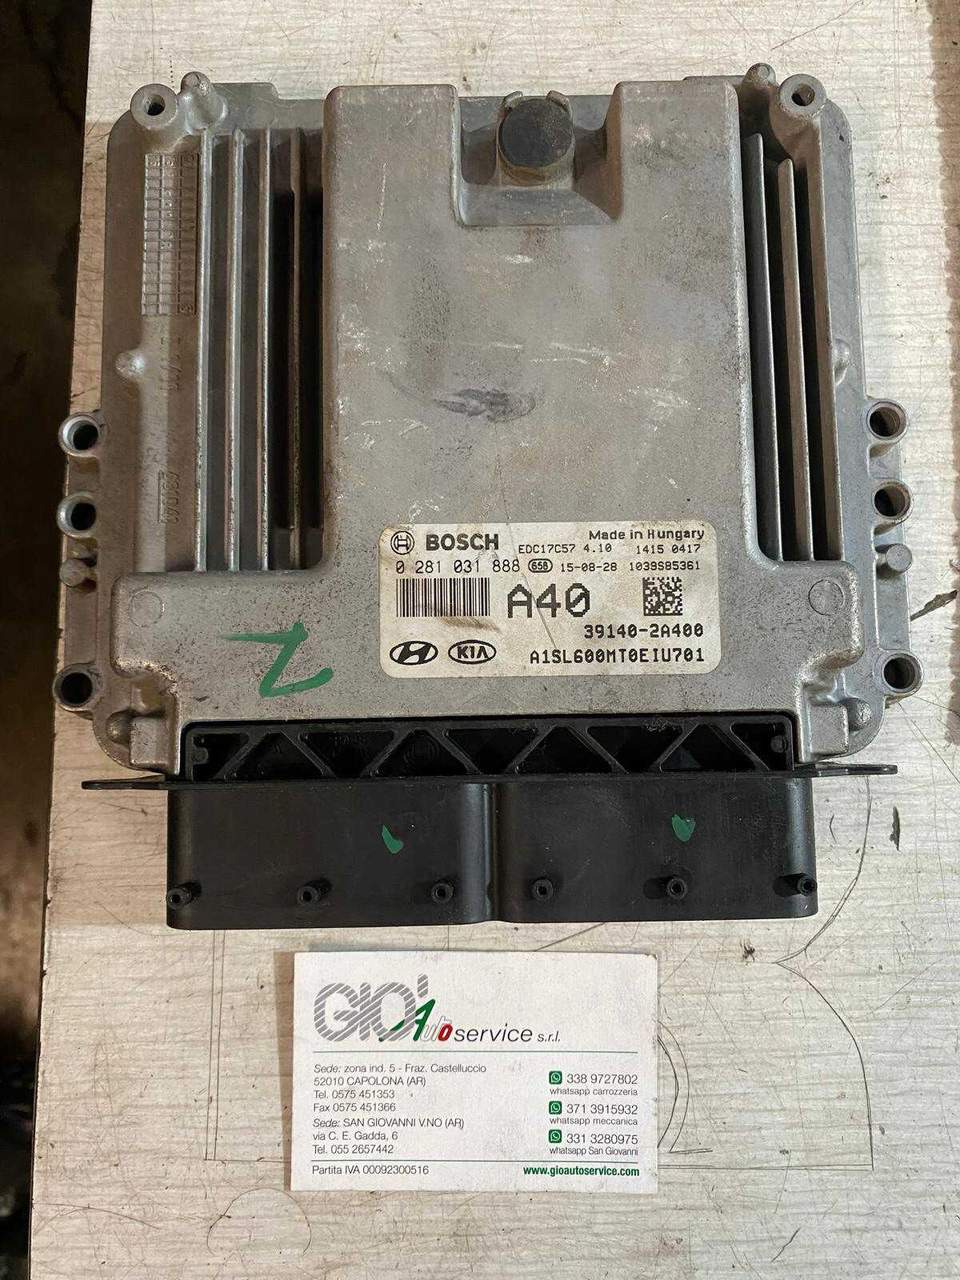 BOSCH EDC17C57 4.10 Made in Hungary
1415 0417
0 281 031 888 658 15-08-28 1039S85361
A40
39140-2A400
KIA A1SL600MT0EIU701
Z
GIO' Autoservice s.r.l.
Sede: zona ind. 5 - Fraz. Castelluccio
52010 CAPOLONA (AR)
Tel. 0575 451353
Fax 0575 451366
Sede: SAN GIOVANNI V.NO (AR)
via C. E. Gadda, 6
Tel. 055 2657442
Partita IVA 00092300516
338 9727802
whatsapp carrozzeria
371 3915932
whatsapp meccanica
331 3280975
whatsapp San Giovanni
www.gioautoservice.com